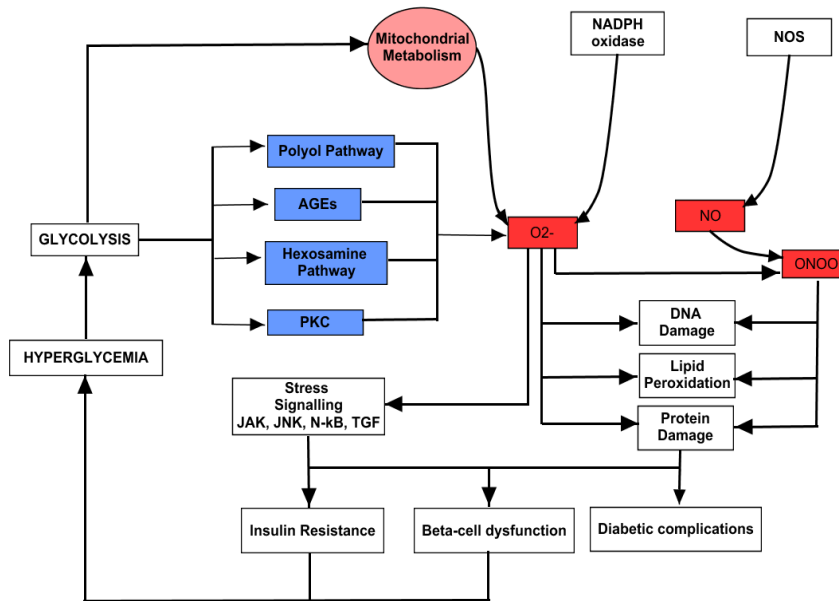 Mitochondrial
Metabolism
NADPH
oxidase
NOS
Polyol Pathway
AGEs
NO
GLYCOLYSIS
O2-
Hexosamine
Pathway
ONOO
PKC
DNA
Damage
HYPERGLYCEMIA
Lipid
Peroxidation
Stress
Signalling
JAK, JNK, N-kB, TGF
Protein
Damage
Insulin Resistance
Beta-cell dysfunction
Diabetic complications